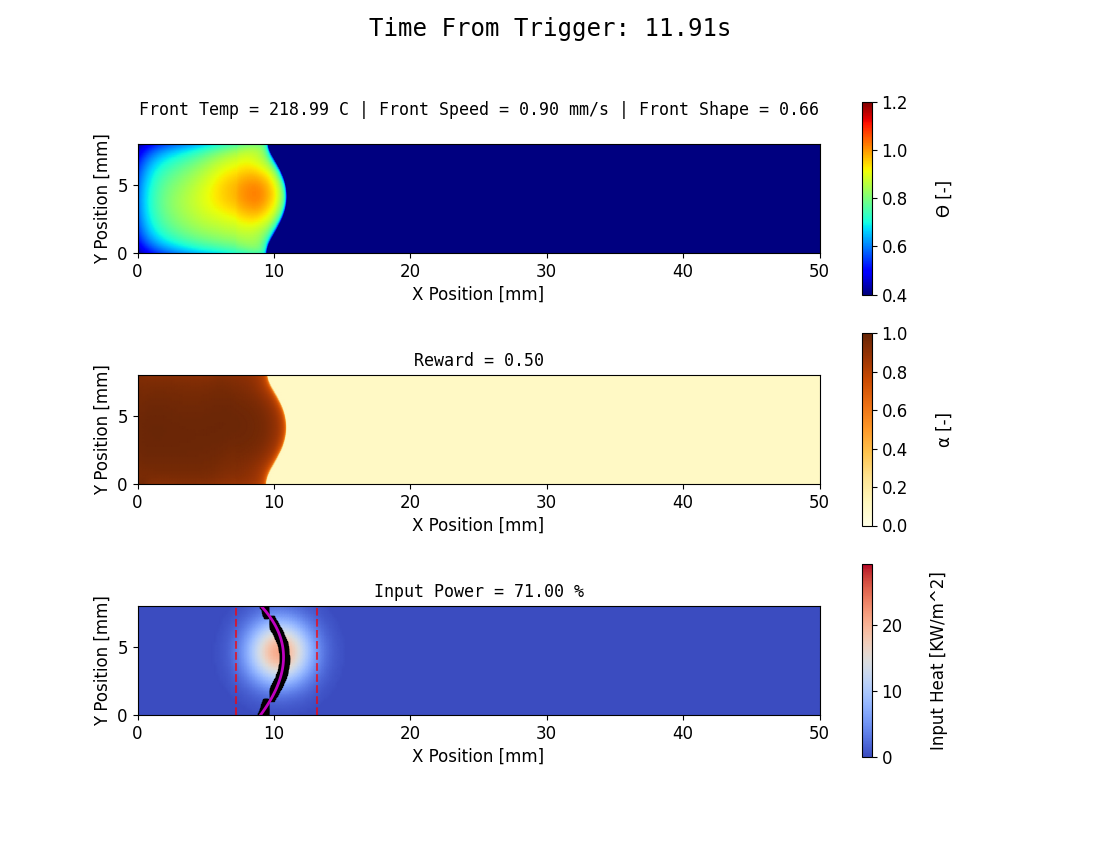 Time From Trigger: 11.91s
Front Temp = 218.99 C | Front Speed = 0.90 mm/s | Front Shape = 0.66
Y Position [mm]
5
0
0 10 20 30 40 50
X Position [mm]
1.2
1.0
0.8
0.6
0.4
Θ [-]
Reward = 0.50
Y Position [mm]
5
0
0 10 20 30 40 50
X Position [mm]
1.0
0.8
0.6
0.4
0.2
0.0
α [-]
Input Power = 71.00 %
Y Position [mm]
5
0
0 10 20 30 40 50
X Position [mm]
20
10
0
Input Heat [KW/m^2]